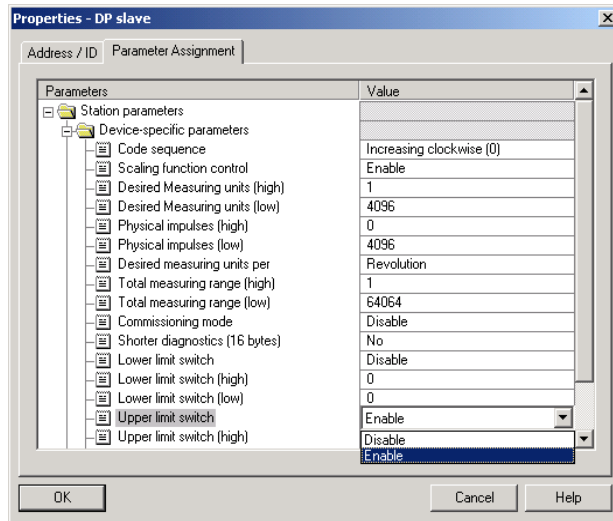 Properties - DP slave
Address / ID Parameter Assignment
Parameters Value
Station parameters
Device-specific parameters
Code sequence Increasing clockwise (0)
Scaling function control Enable
Desired Measuring units (high) 1
Desired Measuring units (low) 4096
Physical impulses (high) 0
Physical impulses (low) 4096
Desired measuring units per Revolution
Total measuring range (high) 1
Total measuring range (low) 64064
Commissioning mode Disable
Shorter diagnostics (16 bytes) No
Lower limit switch Disable
Lower limit switch (high) 0
Lower limit switch (low) 0
Upper limit switch Enable
Upper limit switch (high) Disable
Enable
OK Cancel Help